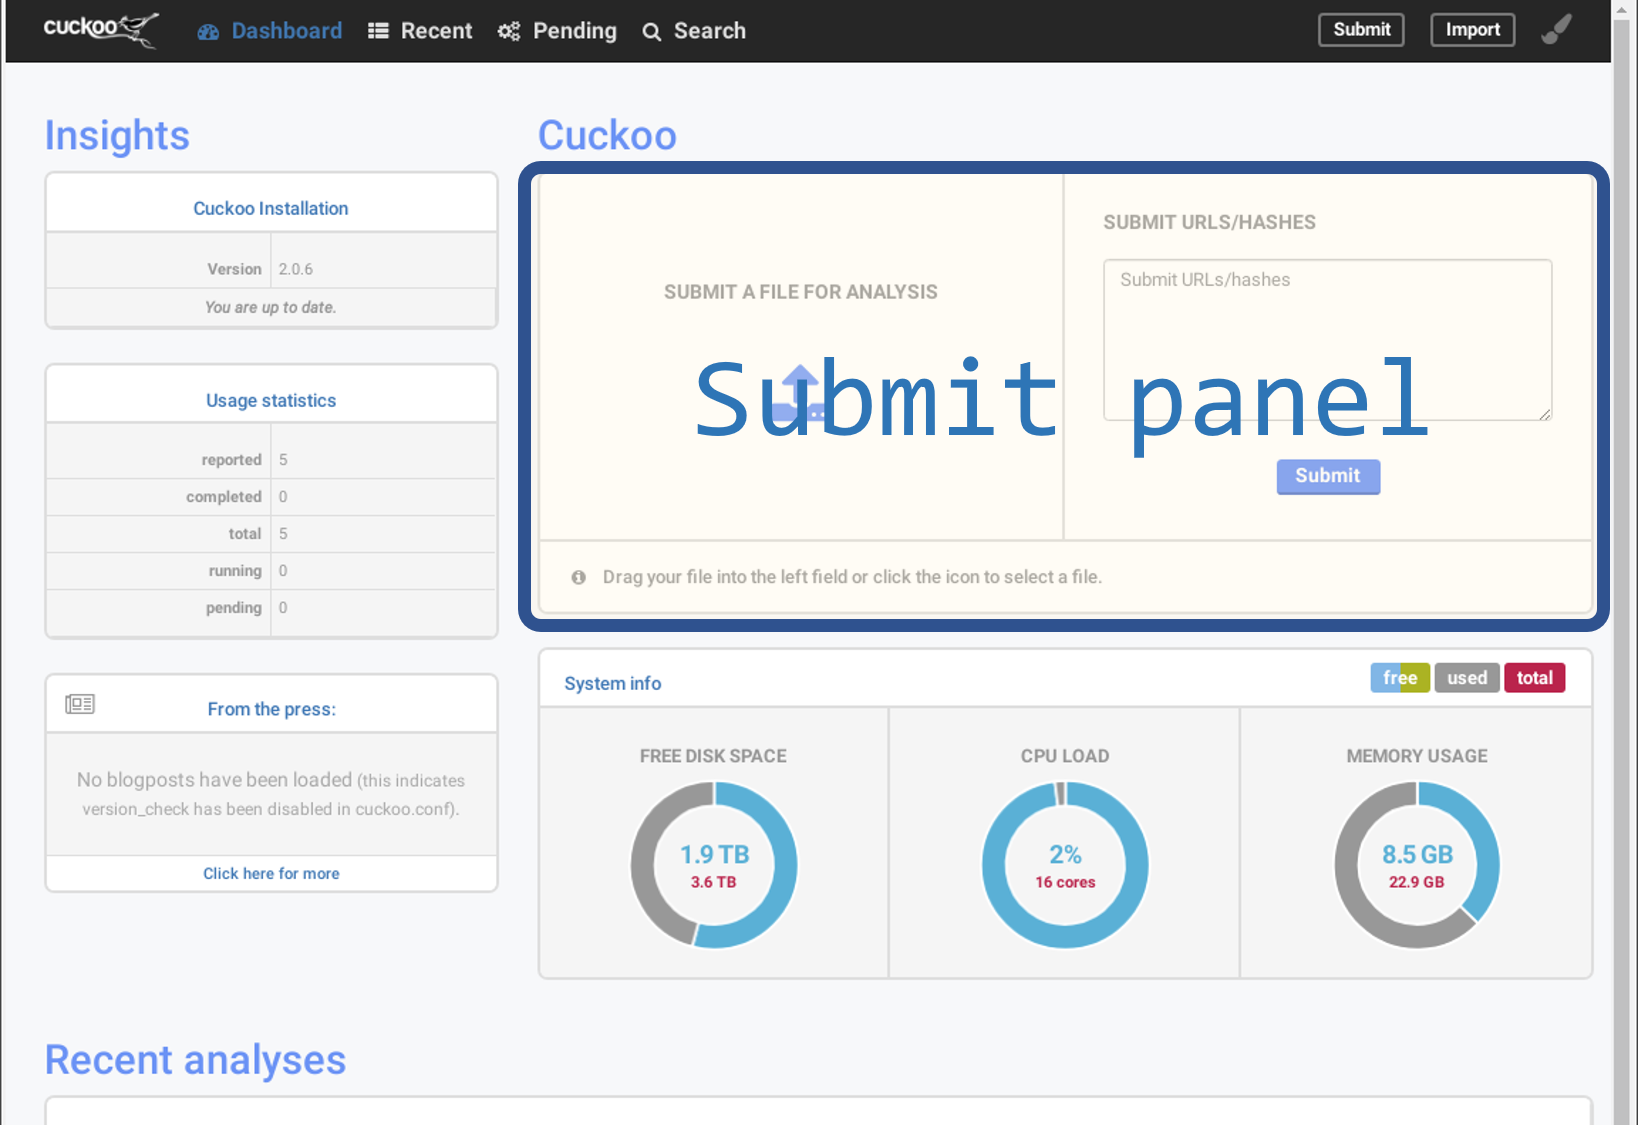 cuckoo Dashboard Recent Pending Search Submit Import
Insights
Cuckoo Installation
Version 2.0.6
You are up to date.
Usage statistics
reported 5
completed 0
total 5
running 0
pending 0
From the press:
No blogposts have been loaded (this indicates
version_check has been disabled in cuckoo.conf).
Click here for more
Cuckoo
SUBMIT A FILE FOR ANALYSIS
SUBMIT URLS/HASHES
Submit URLs/hashes
Submit panel
Submit
Drag your file into the left field or click the icon to select a file.
System info
free used total
FREE DISK SPACE
1.9 TB
3.6 TB
CPU LOAD
2%
16 cores
MEMORY USAGE
8.5 GB
22.9 GB
Recent analyses